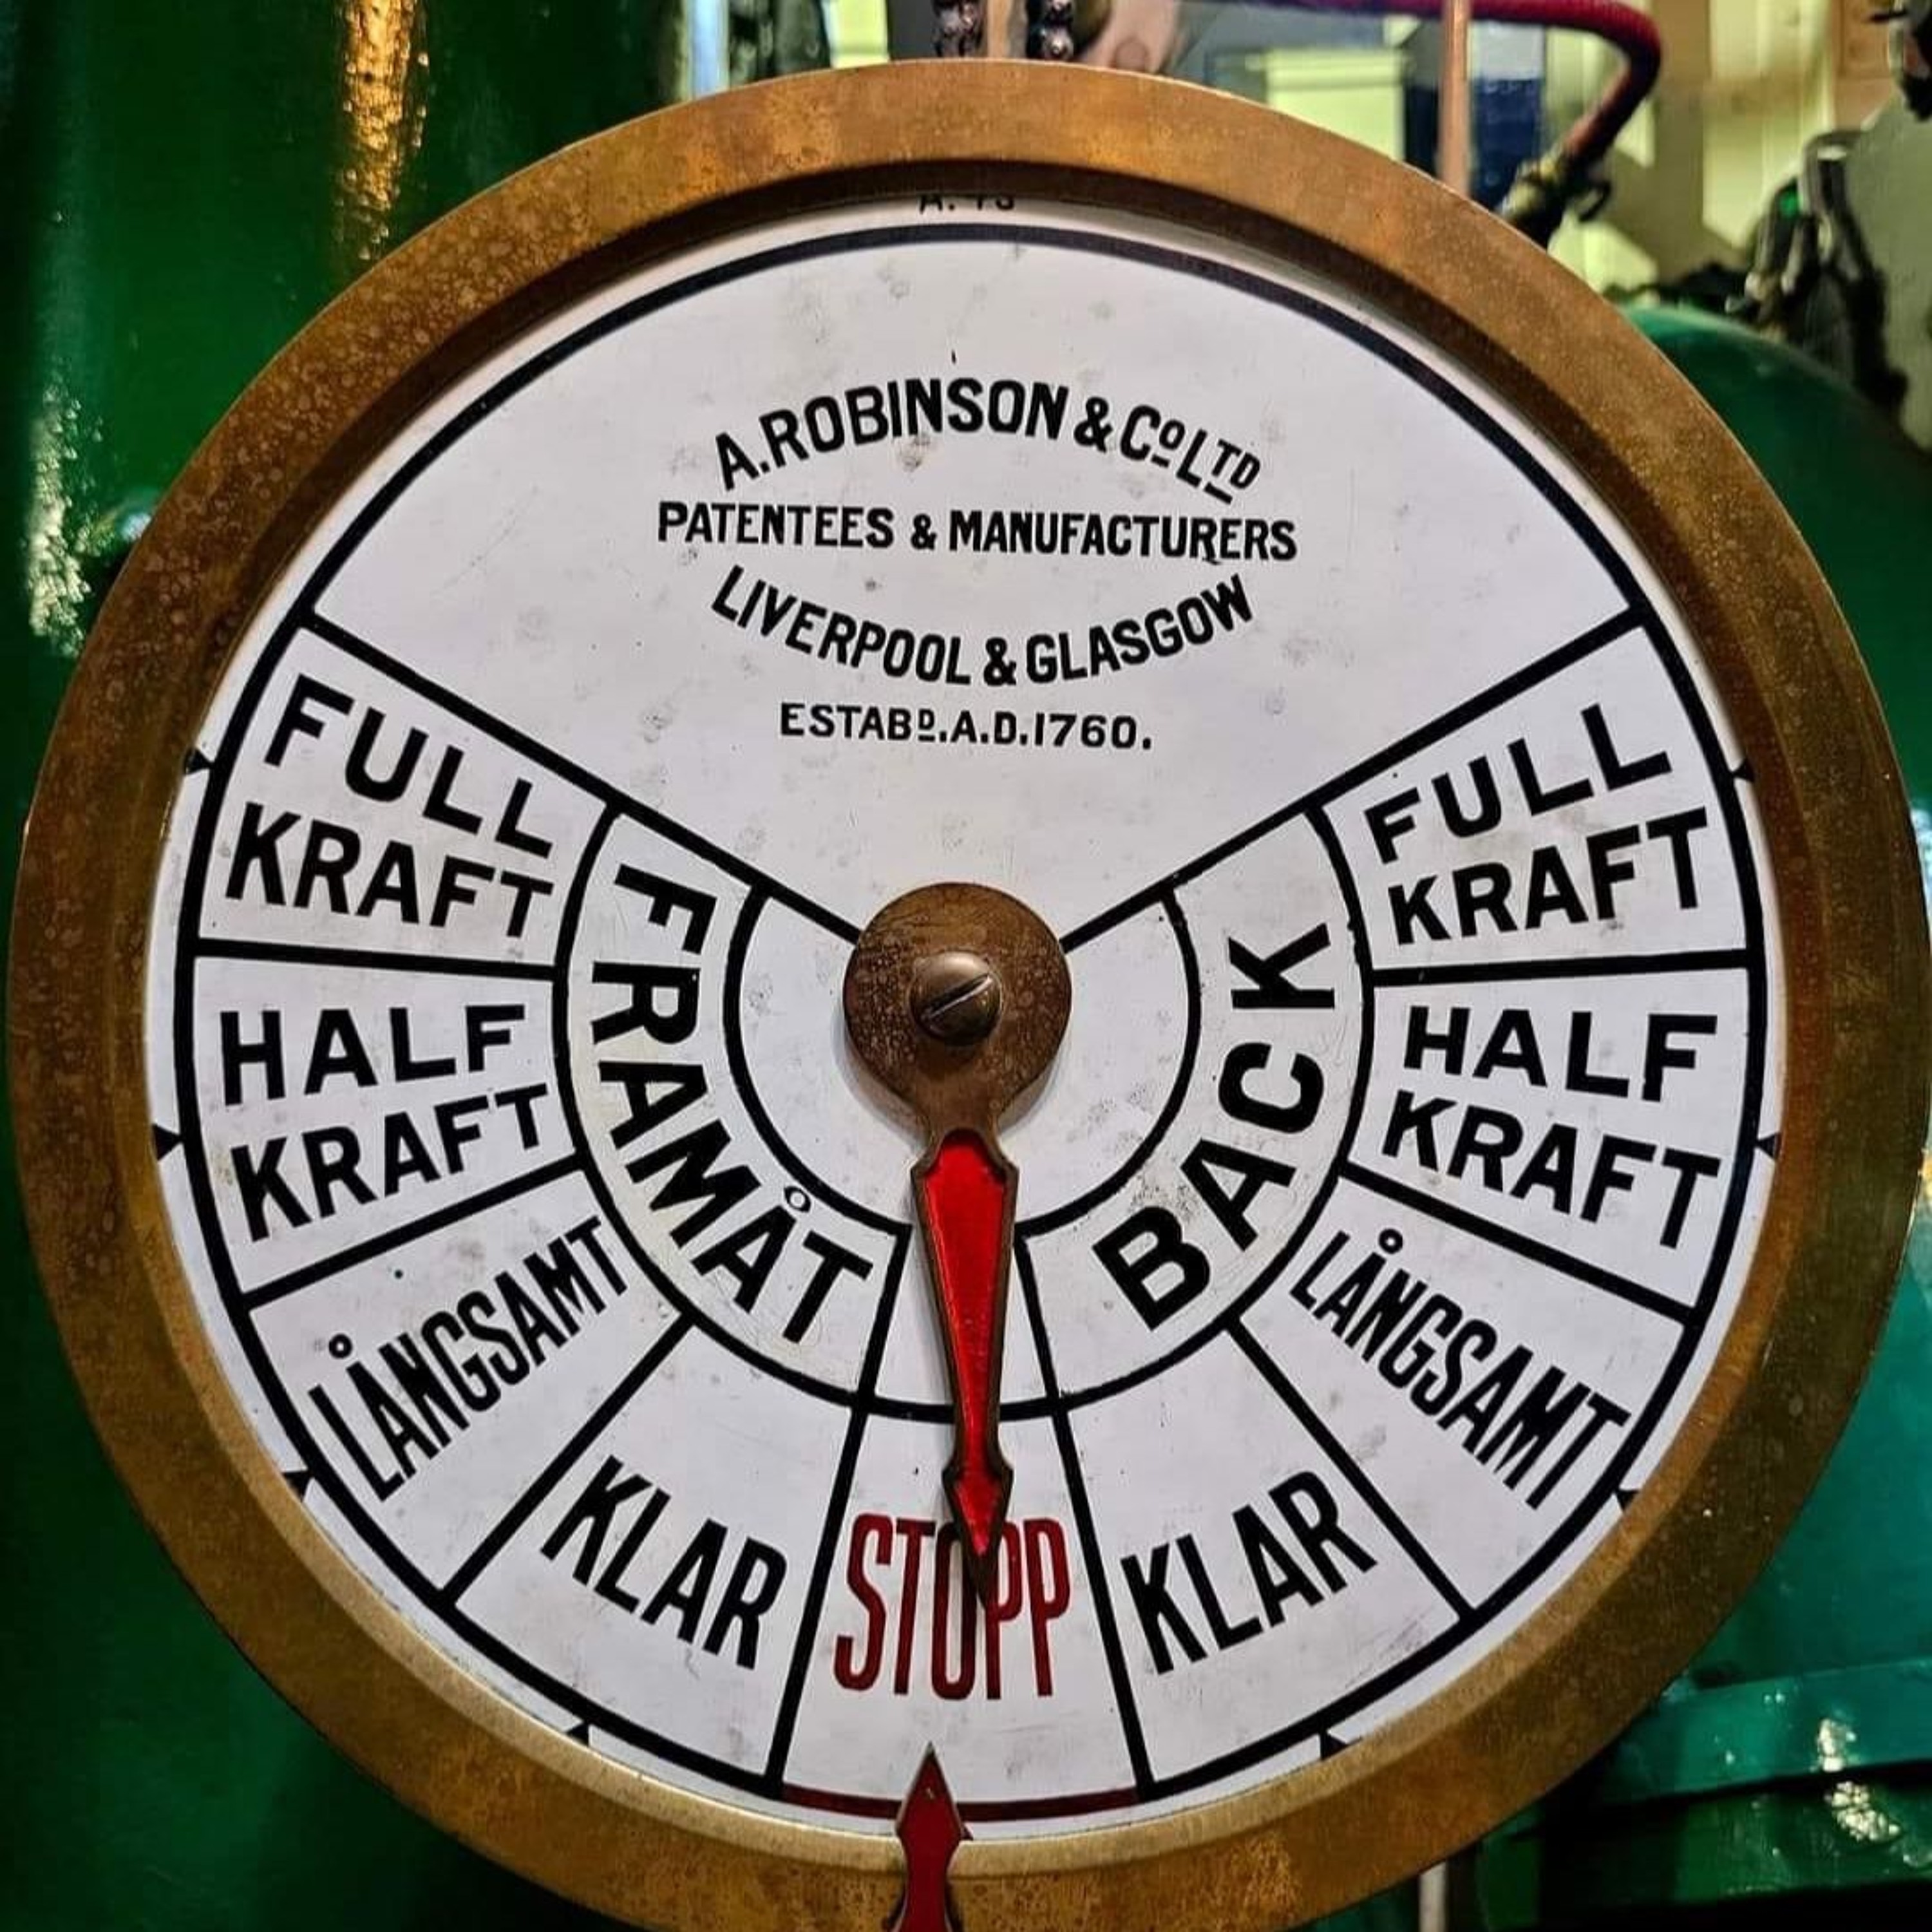 A. ROBINSON & Cº LTD
PATENTEES & MANUFACTURERS
LIVERPOOL & GLASGOW
ESTABD. A.D. 1760.
FULL
KRAFT
HALF
KRAFT
LÅNGSAMT
KLAR
FRAMÅT
STOPP
BACK
KLAR
LÅNGSAMT
HALF
KRAFT
FULL
KRAFT